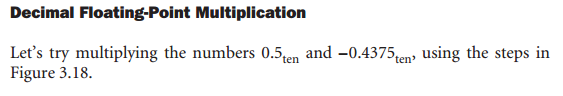 Decimal Floating-Point Multiplication
Let’s try multiplying the numbers 0.5ten and –0.4375ten, using the steps in
Figure 3.18.